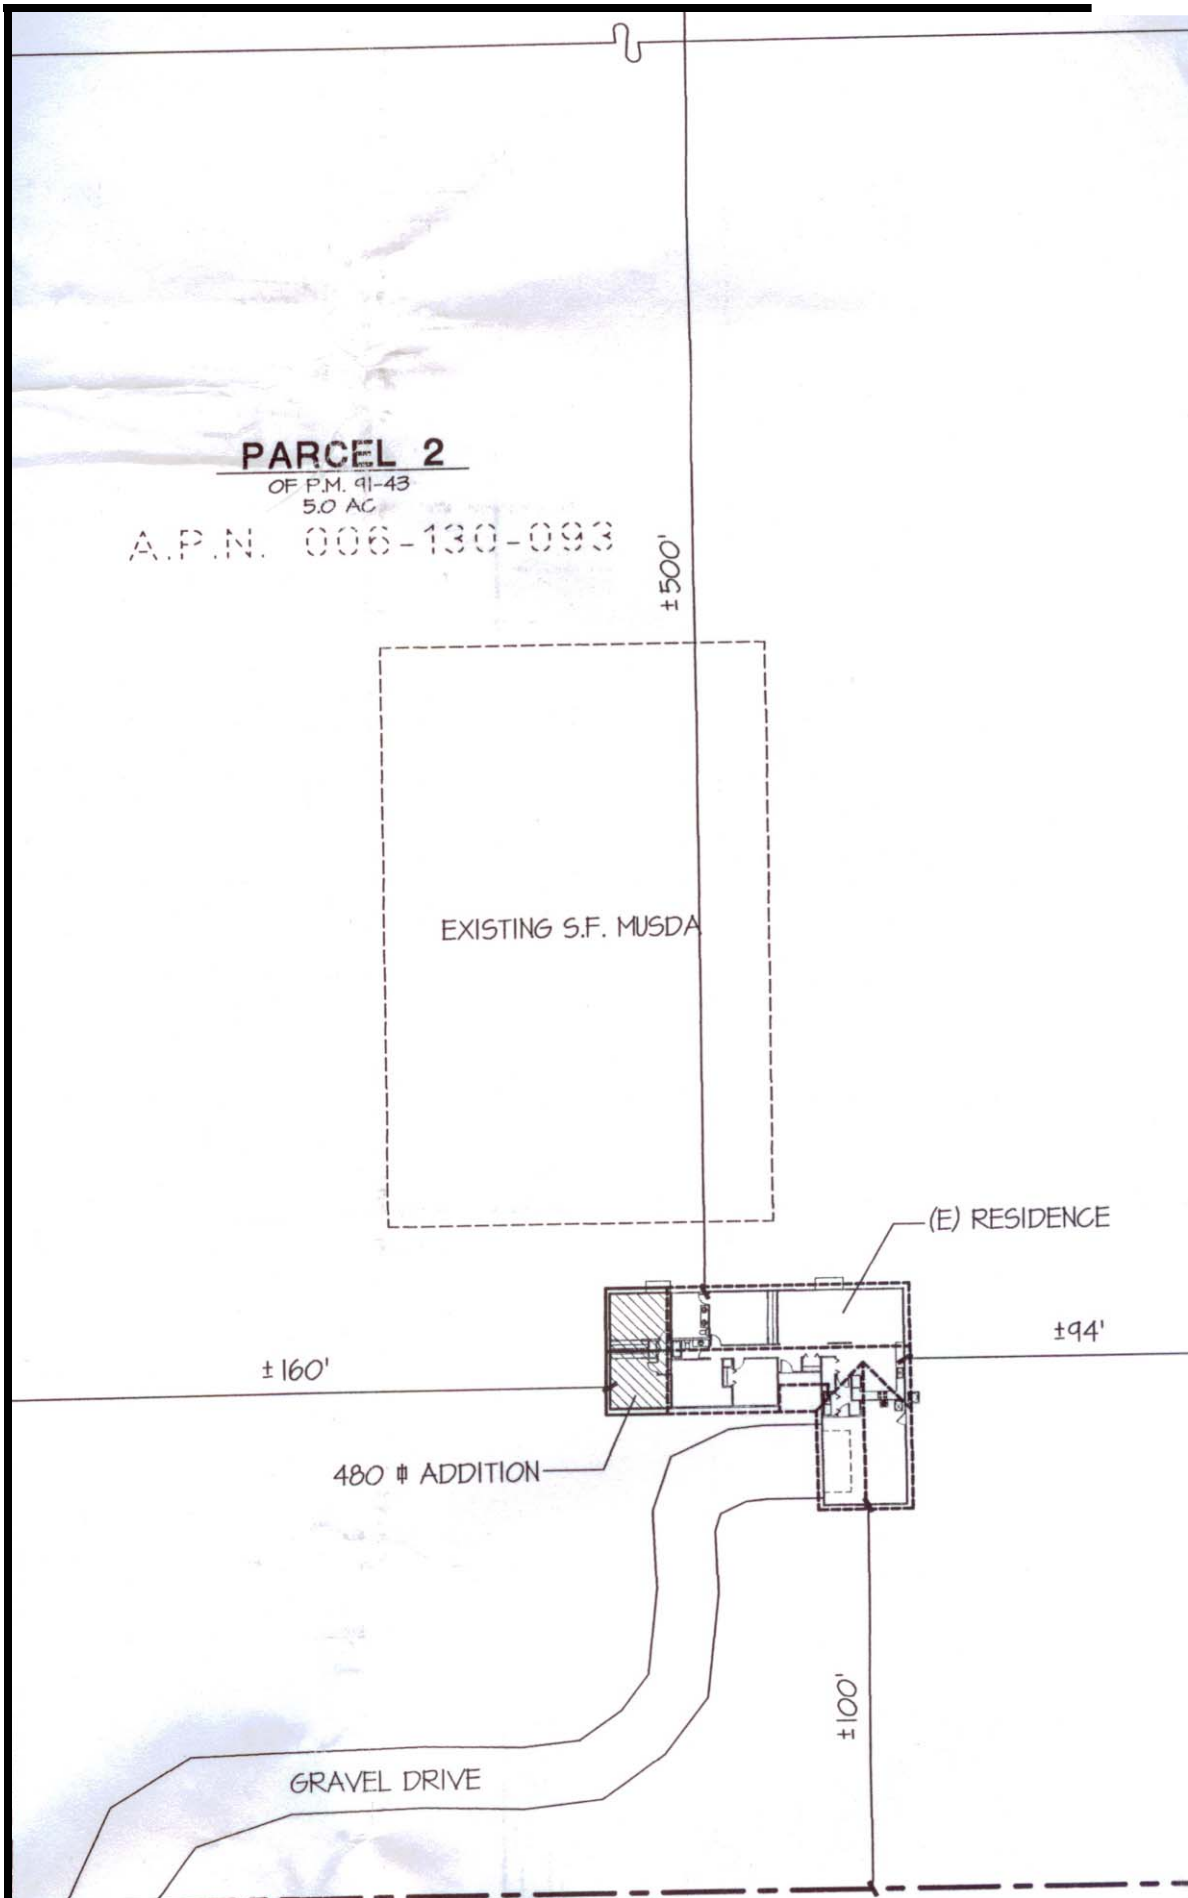 PARCEL 2
OF P.M. 91-43
5.0 AC
A.P.N. 006-130-093
±500'
EXISTING S.F. MUSDA
(E) RESIDENCE
±94'
±160'
480 ⌗ ADDITION
±100'
GRAVEL DRIVE